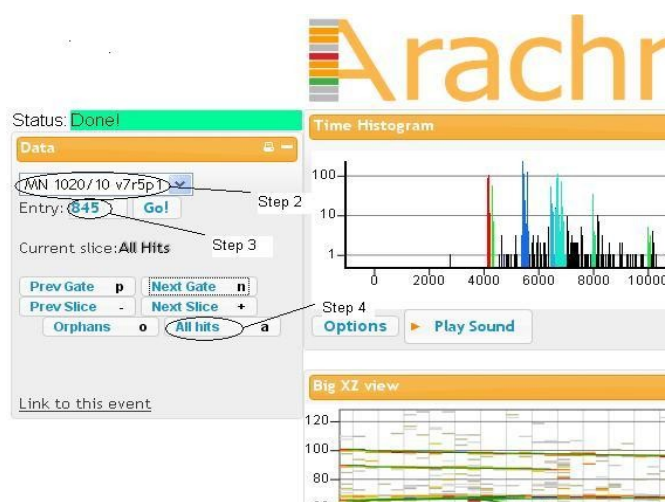 Arachn
Status: Done!
Data
MN 1020/10 v7r5p1
Entry: 845 Go!
Step 2
Step 3
Current slice: All Hits
Prev Gate p Next Gate n
Prev Slice - Next Slice +
Orphans o All hits a
Step 4
Link to this event
Time Histogram
100
10
1
0 2000 4000 6000 8000 10000
Options Play Sound
Big XZ view
120
100
80